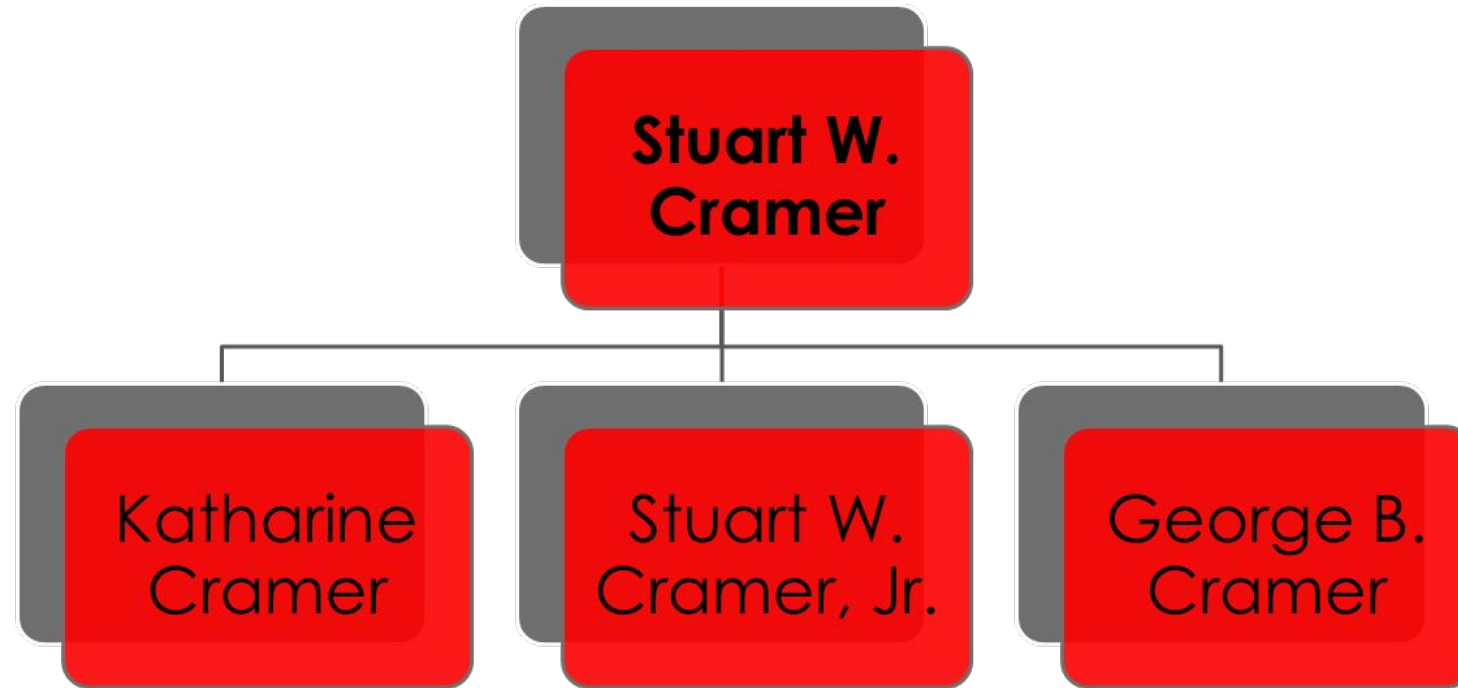 Stuart W.
Cramer
Katharine
Cramer
Stuart W.
Cramer, Jr.
George B.
Cramer